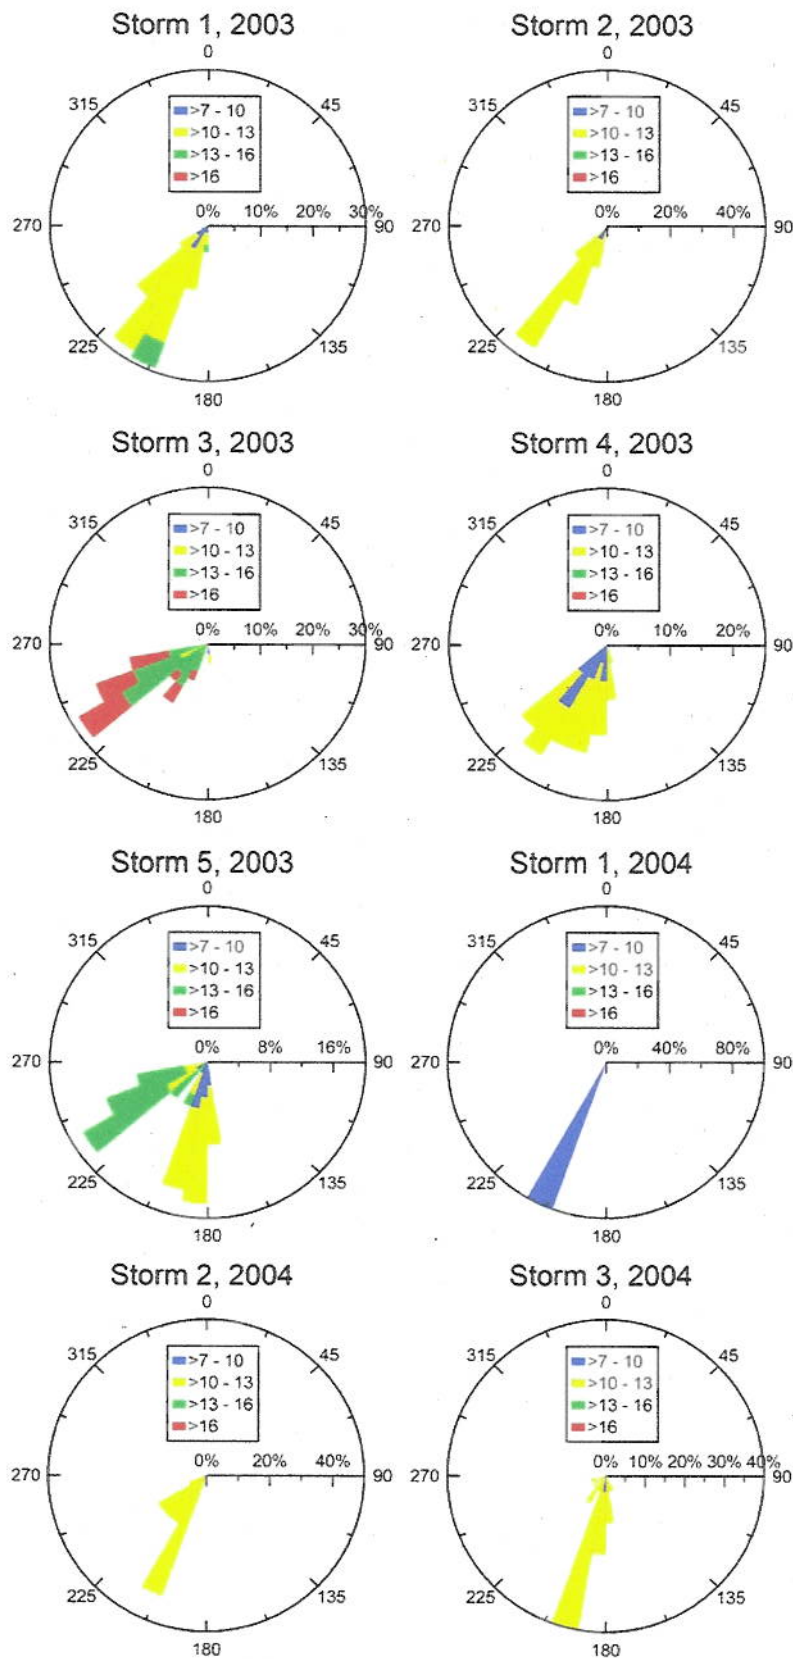 Storm 1, 2003
0
315
45
>7 - 10
>10 - 13
>13 - 16
>16
270
0% 10% 20% 30%
90
225
135
180
Storm 2, 2003
0
315
45
>7 - 10
>10 - 13
>13 - 16
>16
270
0% 20% 40%
90
225
135
180
Storm 3, 2003
0
315
45
>7 - 10
>10 - 13
>13 - 16
>16
270
0% 10% 20% 30%
90
225
135
180
Storm 4, 2003
0
315
45
>7 - 10
>10 - 13
>13 - 16
>16
270
0% 10% 20%
90
225
135
180
Storm 5, 2003
0
315
45
>7 - 10
>10 - 13
>13 - 16
>16
270
0% 8% 16%
90
225
135
180
Storm 1, 2004
0
315
45
>7 - 10
>10 - 13
>13 - 16
>16
270
0% 40% 80%
90
225
135
180
Storm 2, 2004
0
315
45
>7 - 10
>10 - 13
>13 - 16
>16
270
0% 20% 40%
90
225
135
180
Storm 3, 2004
0
315
45
>7 - 10
>10 - 13
>13 - 16
>16
270
0% 10% 20% 30% 40%
90
225
135
180